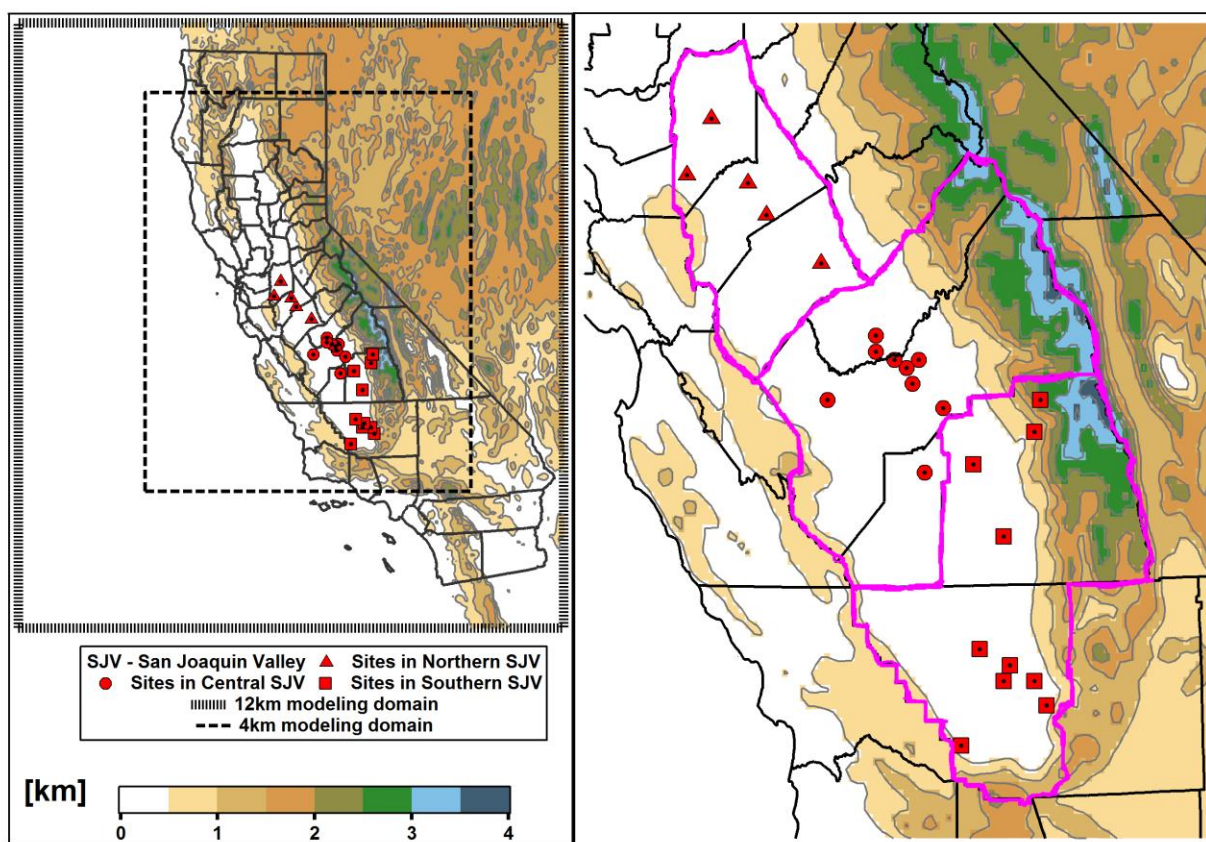 SJV - San Joaquin Valley Sites in Northern SJV
Sites in Central SJV Sites in Southern SJV
12km modeling domain
4km modeling domain
[km]
0 1 2 3 4